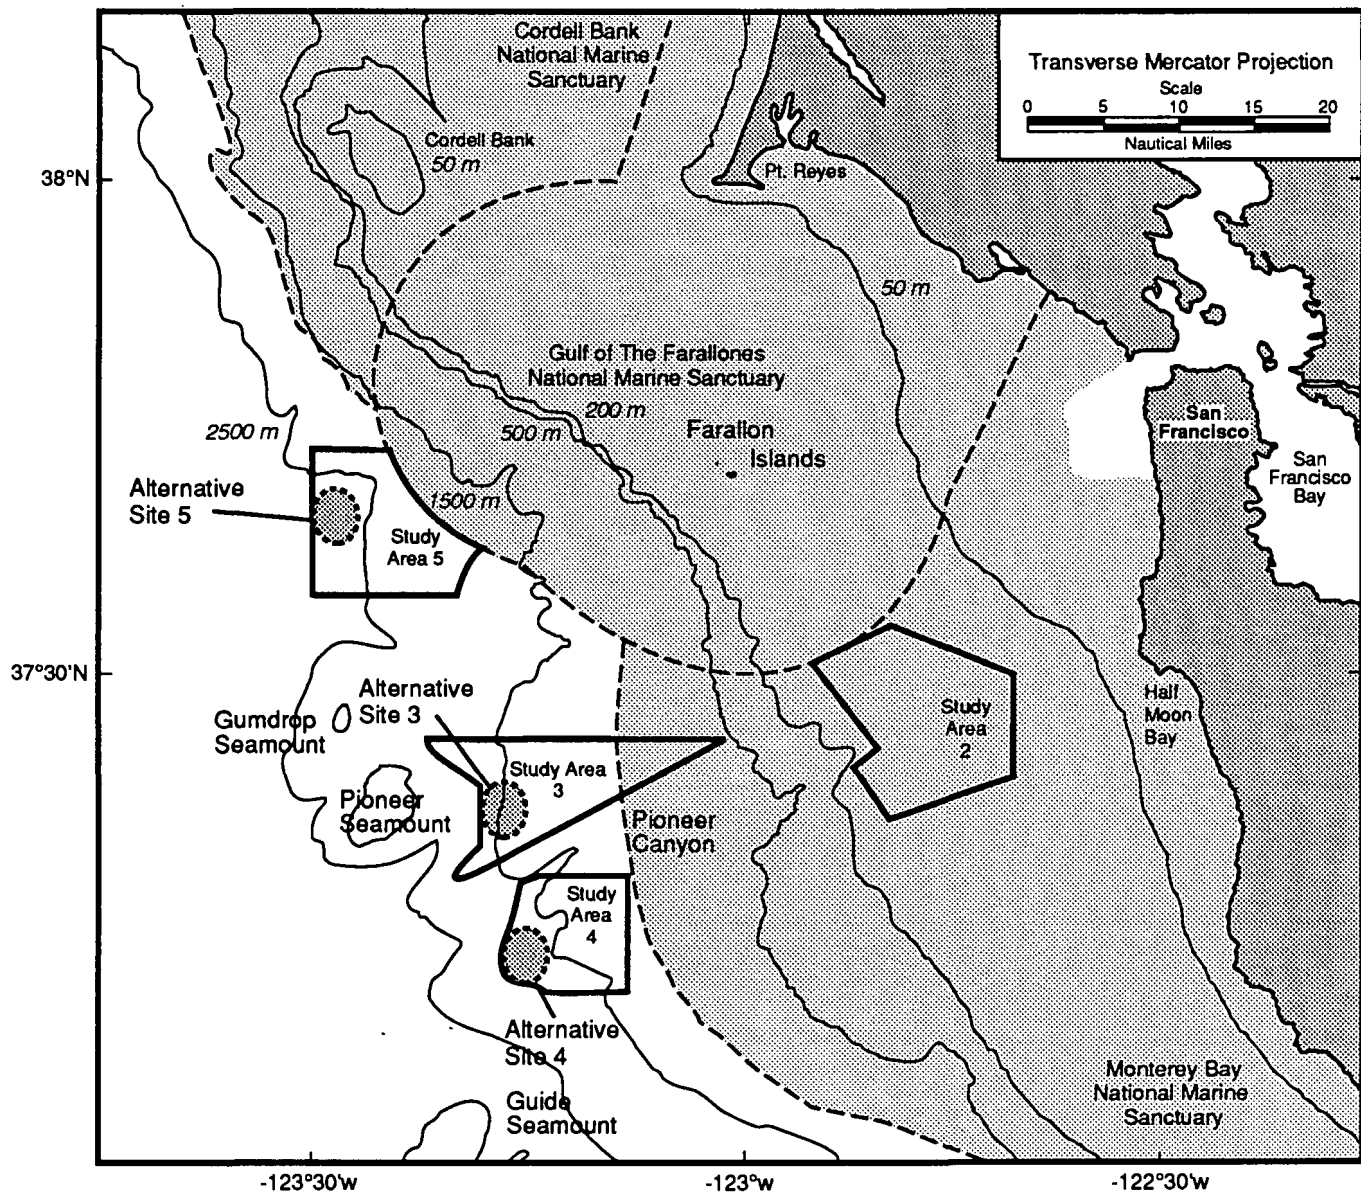 Cordell Bank
National Marine
Sanctuary
Transverse Mercator Projection
Scale
0 5 10 15 20
Nautical Miles
Cordell Bank
50 m
38°N
Pt. Reyes
50 m
Gulf of The Farallones
National Marine Sanctuary
200 m
500 m
Farallon
Islands
2500 m
San
Francisco
San
Francisco
Bay
Alternative
Site 5
1500 m
Study
Area 5
37°30'N
Alternative
Site 3
Gumdrop
Seamount
Study
Area
2
Half
Moon
Bay
Study Area
3
Pioneer
Seamount
Pioneer
Canyon
Study
Area
4
Alternative
Site 4
Guide
Seamount
Monterey Bay
National Marine
Sanctuary
-123°30'W
-123°W
-122°30'W